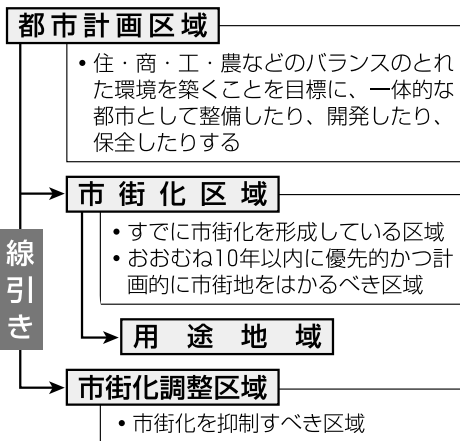 都市計画区域
・住・商・工・農などのバランスのとれ
た環境を築くことを目標に、一体的な
都市として整備したり、開発したり、
保全したりする
市街化区域
・すでに市街化を形成している区域
・おおむね10年以内に優先的かつ計
画的に市街地をはかるべき区域
線引き
用途地域
市街化調整区域
・市街化を抑制すべき区域